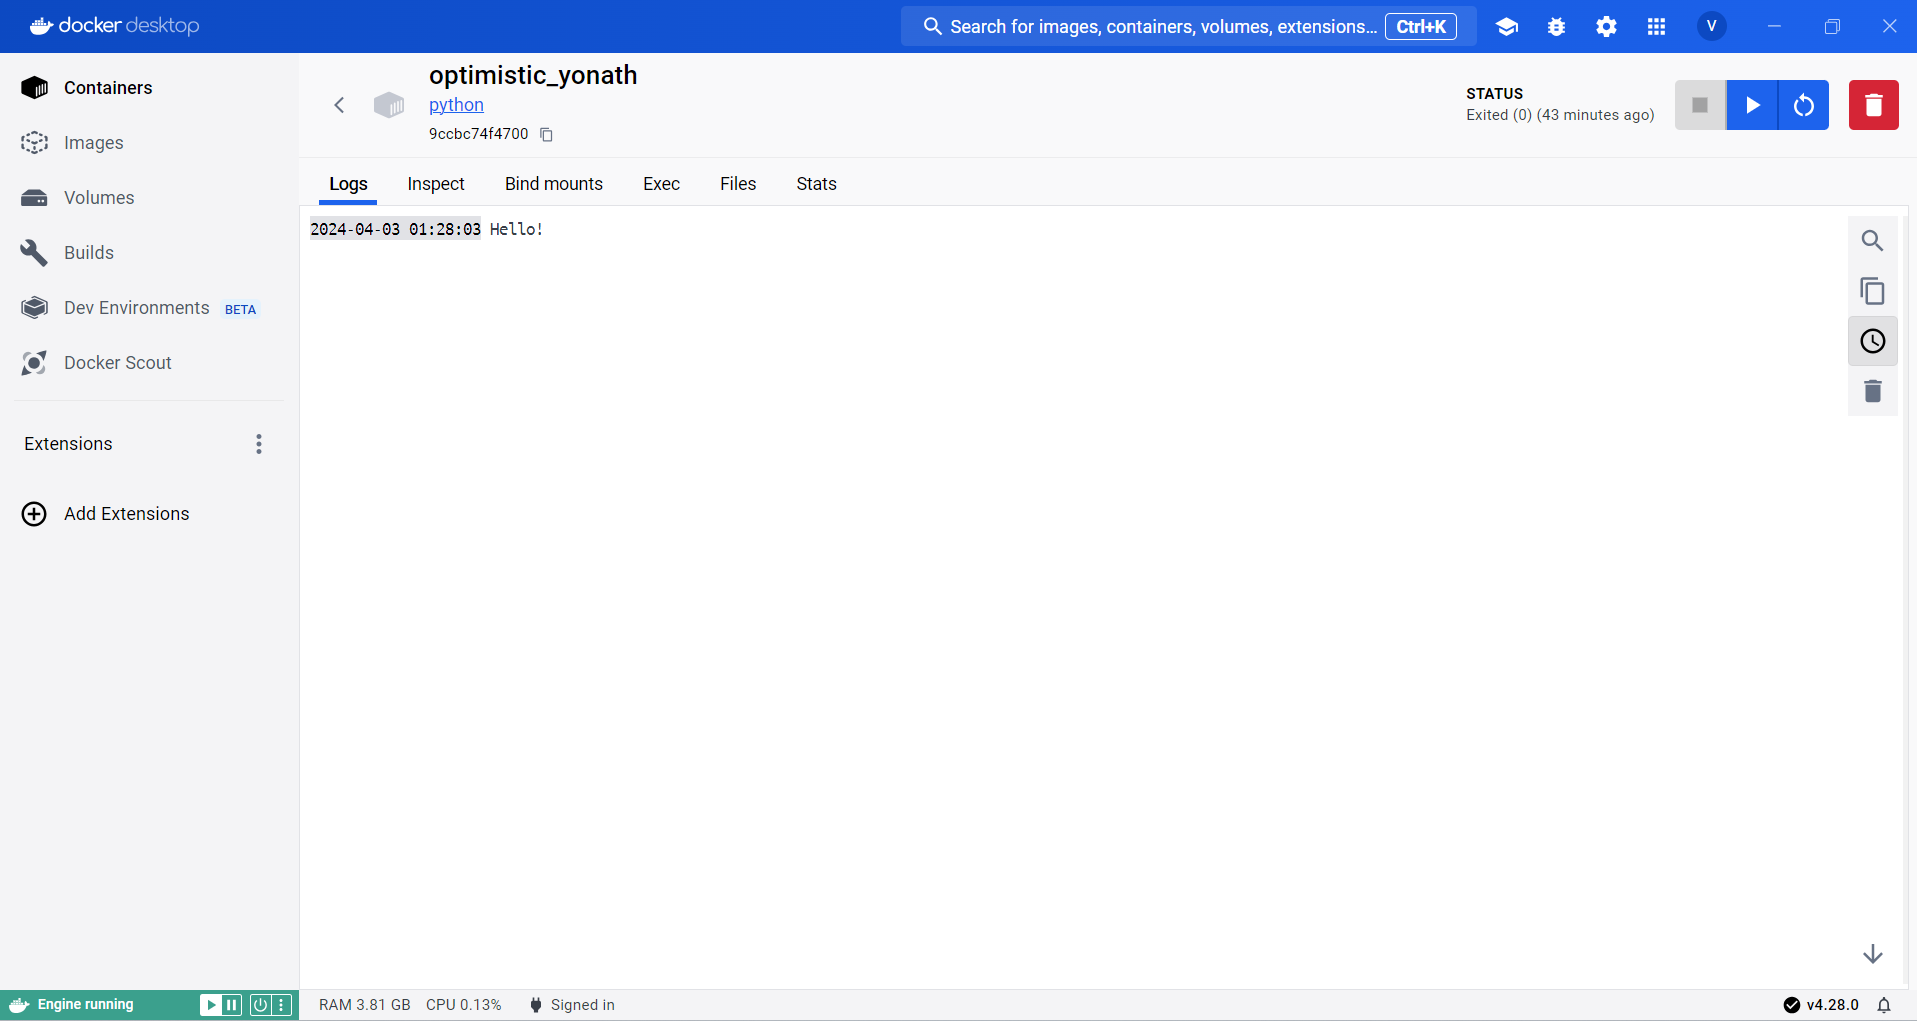 docker desktop
Search for images, containers, volumes, extensions... Ctrl+K
V
Containers
Images
Volumes
Builds
Dev Environments BETA
Docker Scout
Extensions
Add Extensions
optimistic_yonath
python
9ccbc74f4700
STATUS
Exited (0) (43 minutes ago)
Logs Inspect Bind mounts Exec Files Stats
2024-04-03 01:28:03 Hello!
Engine running
RAM 3.81 GB CPU 0.13% Signed in
v4.28.0